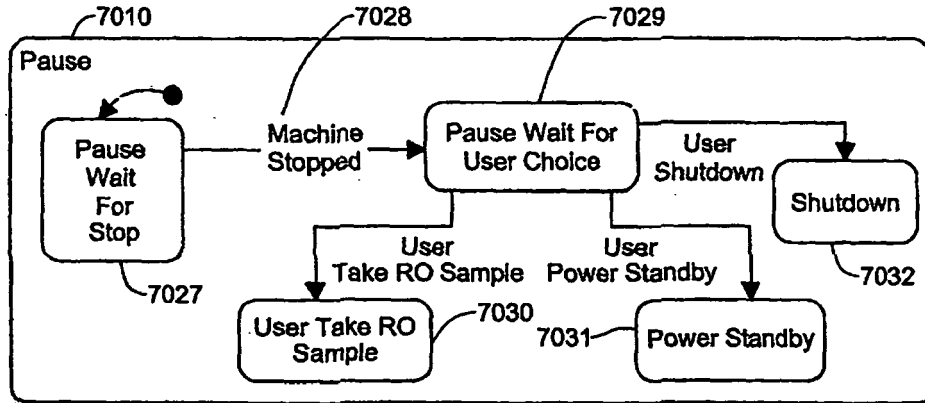 7010
7028
7029
Pause
Pause
Wait
For
Stop
Machine
Stopped
Pause Wait For
User Choice
User
Shutdown
Shutdown
7032
7027
User
Take RO Sample
User
Power Standby
User Take RO
Sample
7030
7031
Power Standby